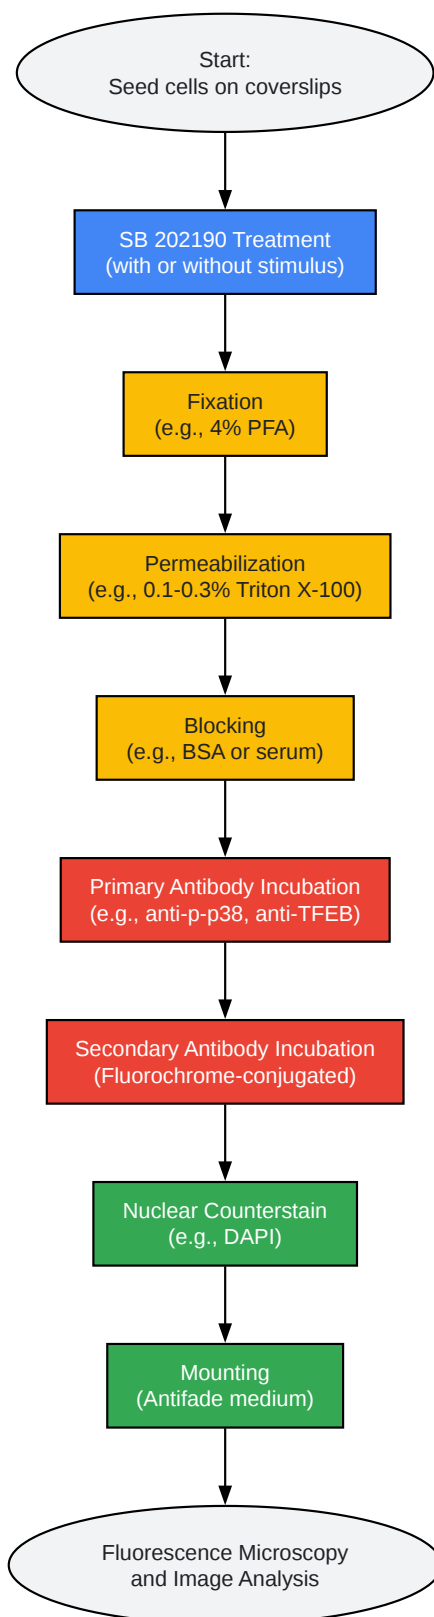 Start:
Seed cells on coverslips
SB 202190 Treatment
(with or without stimulus)
Fixation
(e.g., 4% PFA)
Permeabilization
(e.g., 0.1-0.3% Triton X-100)
Blocking
(e.g., BSA or serum)
Primary Antibody Incubation
(e.g., anti-p-p38, anti-TFEB)
Secondary Antibody Incubation
(Fluorochrome-conjugated)
Nuclear Counterstain
(e.g., DAPI)
Mounting
(Antifade medium)
Fluorescence Microscopy
and Image Analysis